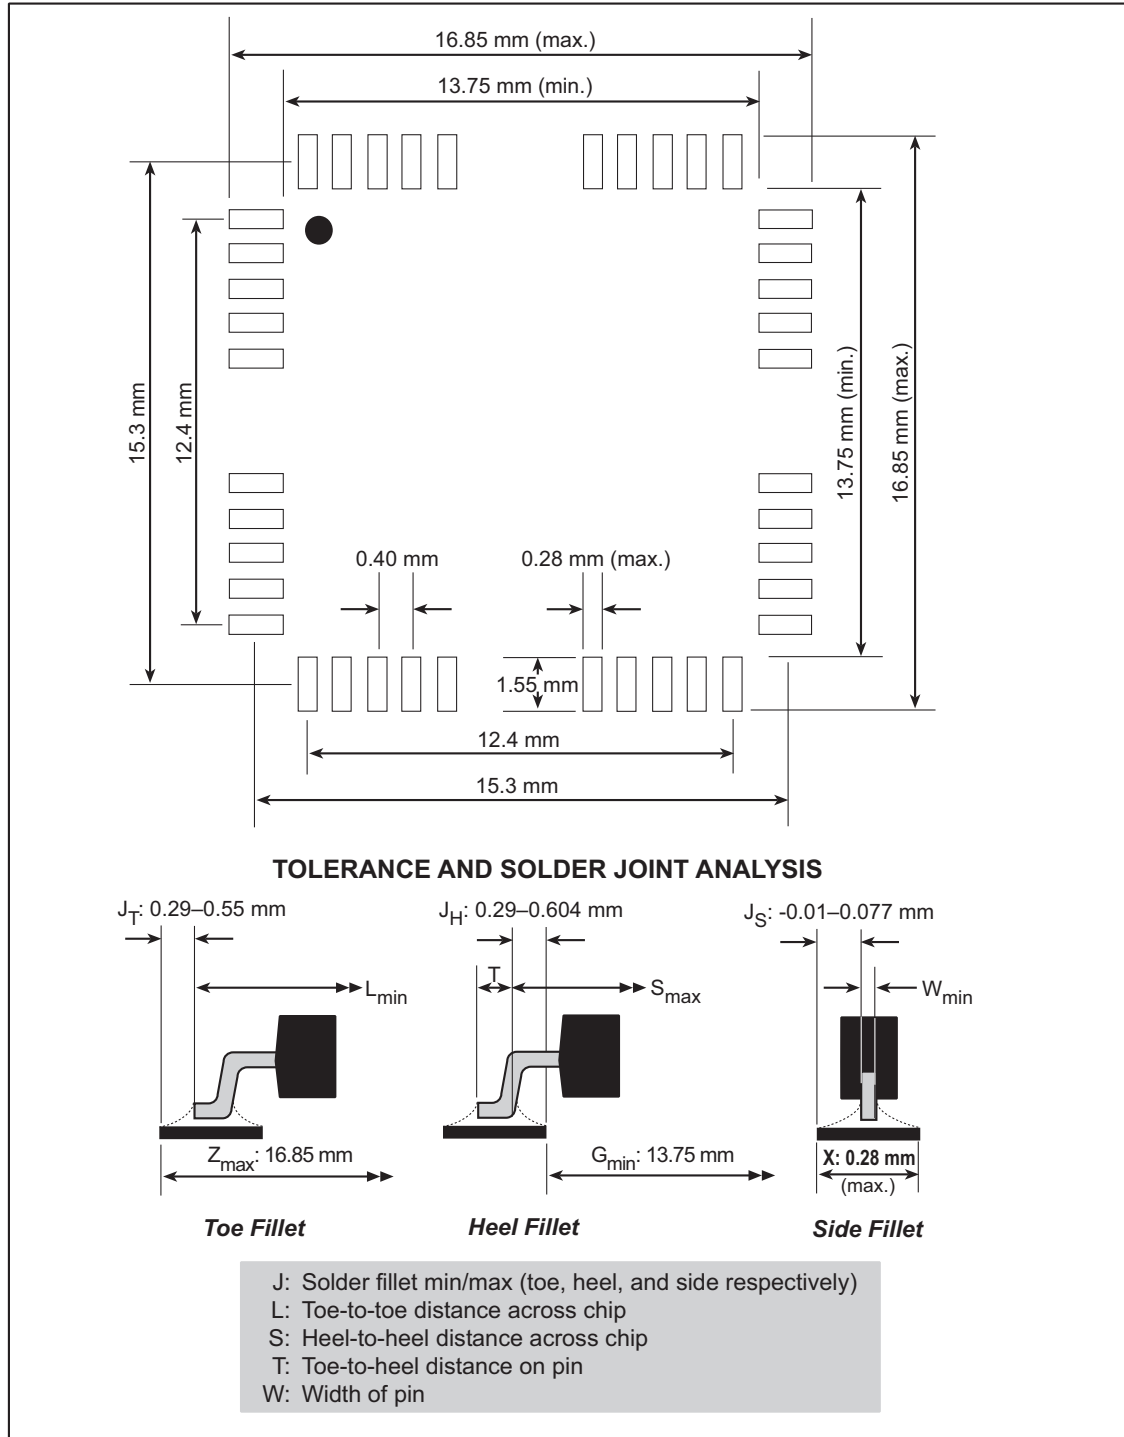 16.85 mm (max.)
13.75 mm (min.)
15.3 mm
12.4 mm
13.75 mm (min.)
16.85 mm (max.)
0.40 mm
0.28 mm (max.)
1.55 mm
12.4 mm
15.3 mm
TOLERANCE AND SOLDER JOINT ANALYSIS
JT: 0.29–0.55 mm
JH: 0.29–0.604 mm
JS: -0.01–0.077 mm
Lmin
T
Smax
Wmin
Zmax: 16.85 mm
Gmin: 13.75 mm
X: 0.28 mm
(max.)
Toe Fillet
Heel Fillet
Side Fillet
J: Solder fillet min/max (toe, heel, and side respectively)
L: Toe-to-toe distance across chip
S: Heel-to-heel distance across chip
T: Toe-to-heel distance on pin
W: Width of pin